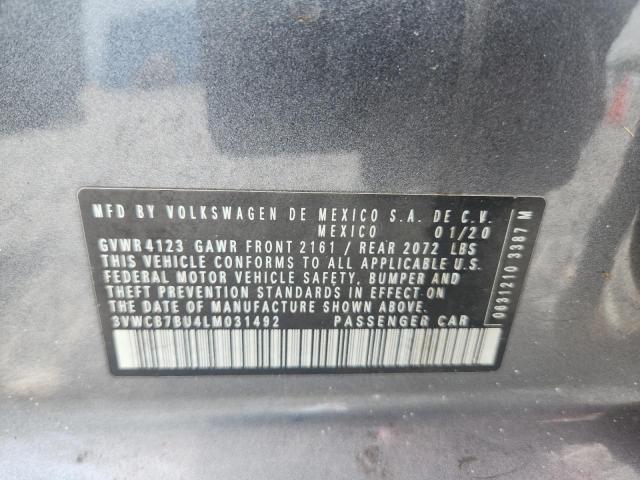 MFD BY VOLKSWAGEN DE MEXICO S.A. DE C.V.
MEXICO 01/20
GVWR 4123 GAWR FRONT 2161 / REAR 2072 LBS
THIS VEHICLE CONFORMS TO ALL APPLICABLE U.S.
FEDERAL MOTOR VEHICLE SAFETY, BUMPER AND
THEFT PREVENTION STANDARDS IN EFFECT ON
THE DATE OF MANUFACTURE SHOWN ABOVE.
3VWCB7BU4LM031492 PASSENGER CAR
0631210 3387 M